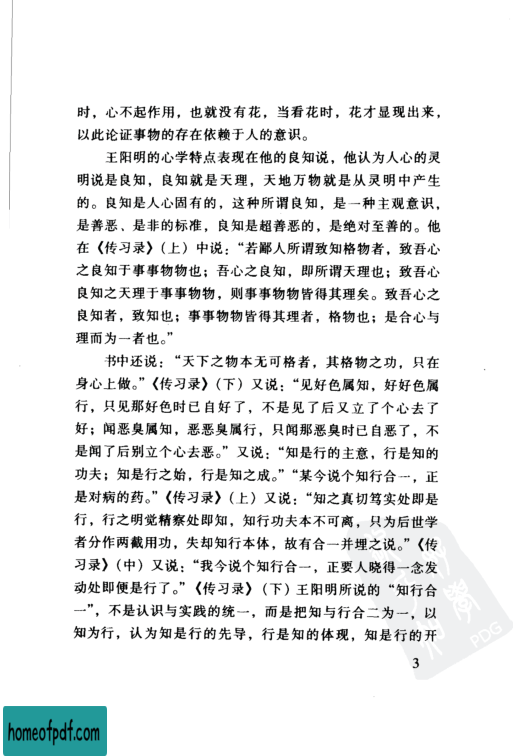 时，心不起作用，也就没有花，当看花时，花才显现出来，
以此论证事物的存在依赖于人的意识。
王阳明的心学特点表现在他的良知说，他认为人心的灵
明说是良知，良知就是天理，天地万物就是从灵明中产生
的。良知是人心固有的，这种所谓良知，是一种主观意识，
是善恶、是非的标准，良知是超善恶的，是绝对至善的。他
在《传习录》（上）中说：“若鄙人所谓致知格物者，致吾心
之良知于事事物物也；吾心之良知，即所谓天理也；致吾心
良知之天理于事事物物，则事事物物皆得其理矣。致吾心之
良知者，致知也；事事物物皆得其理者，格物也；是合心与
理而为一者也。”
书中还说：“天下之物本无可格者，其格物之功，只在
身心上做。”《传习录》（下）又说：“见好色属知，好好色属
行，只见那好色时已自好了，不是见了后又立了个心去了
好；闻恶臭属知，恶恶臭属行，只闻那恶臭时已自恶了，不
是闻了后别立个心去恶。”又说：“知是行的主意，行是知的
功夫；知是行之始，行是知之成。”“某今说个知行合一，正
是对病的药。”《传习录》（上）又说：“知之真切笃实处即是
行，行之明觉精察处即知，知行功夫本不可离，只为后世学
者分作两截用功，失却知行本体，故有合一并埋之说。”《传
习录》（中）又说：“我今说个知行合一，正要人晓得一念发
动处即便是行了。”《传习录》（下）王阳明所说的“知行合
一”，不是认识与实践的统一，而是把知与行合二为一，以
知为行，认为知是行的先导，行是知的体现，知是行的开
3
PDG
homeofpdf.com